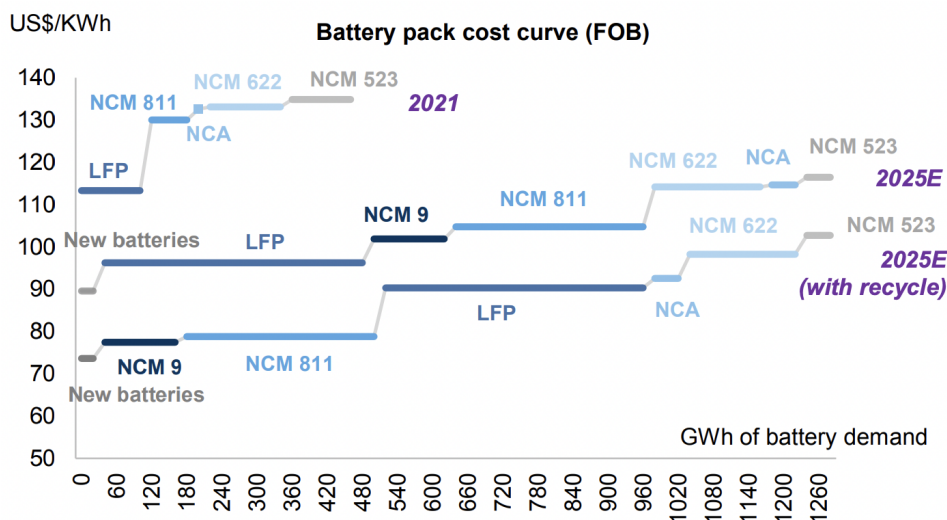 US$/KWh
Battery pack cost curve (FOB)
140
130
120
110
100
90
80
70
60
50
LFP
NCM 811
NCA
NCM 622
NCM 523
2021
New batteries
LFP
NCM 9
NCM 811
NCM 622
NCA
NCM 523
2025E
New batteries
NCM 9
NCM 811
LFP
NCA
NCM 622
NCM 523
2025E
(with recycle)
GWh of battery demand
0
60
120
180
240
300
360
420
480
540
600
660
720
780
840
900
960
1020
1080
1140
1200
1260